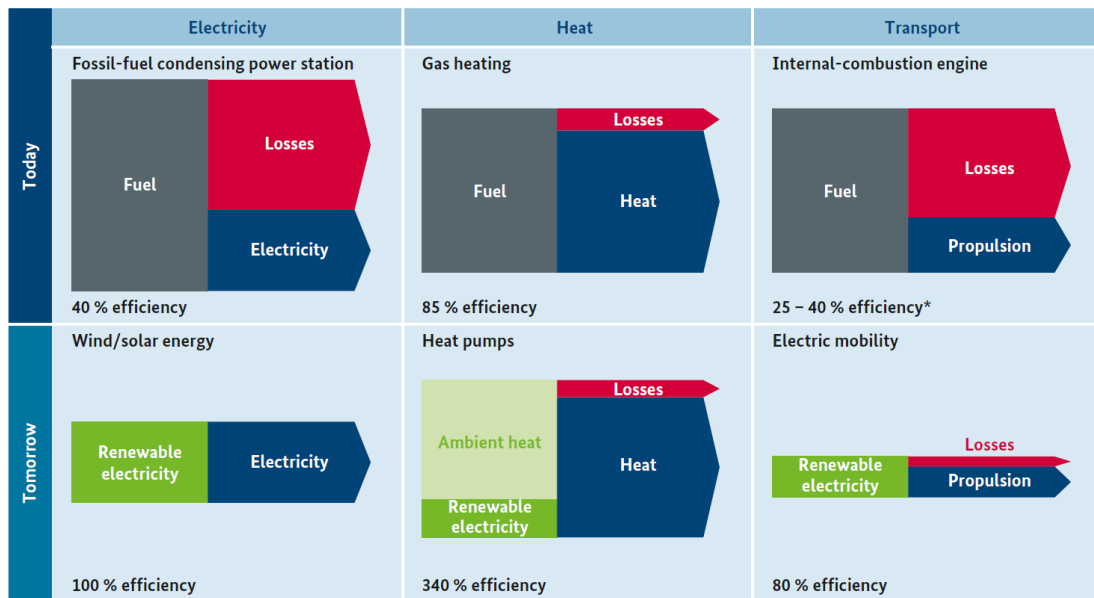 Electricity
Heat
Transport
Today
Fossil-fuel condensing power station
Fuel
Losses
Electricity
40 % efficiency
Gas heating
Fuel
Losses
Heat
85 % efficiency
Internal-combustion engine
Fuel
Losses
Propulsion
25 – 40 % efficiency*
Tomorrow
Wind/solar energy
Renewable
electricity
Electricity
100 % efficiency
Heat pumps
Ambient heat
Renewable
electricity
Losses
Heat
340 % efficiency
Electric mobility
Renewable
electricity
Losses
Propulsion
80 % efficiency